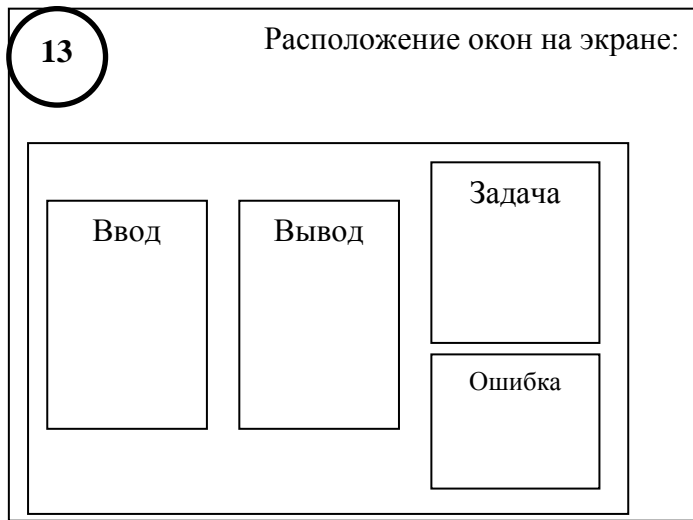 13
Расположение окон на экране:
Ввод
Вывод
Задача
Ошибка